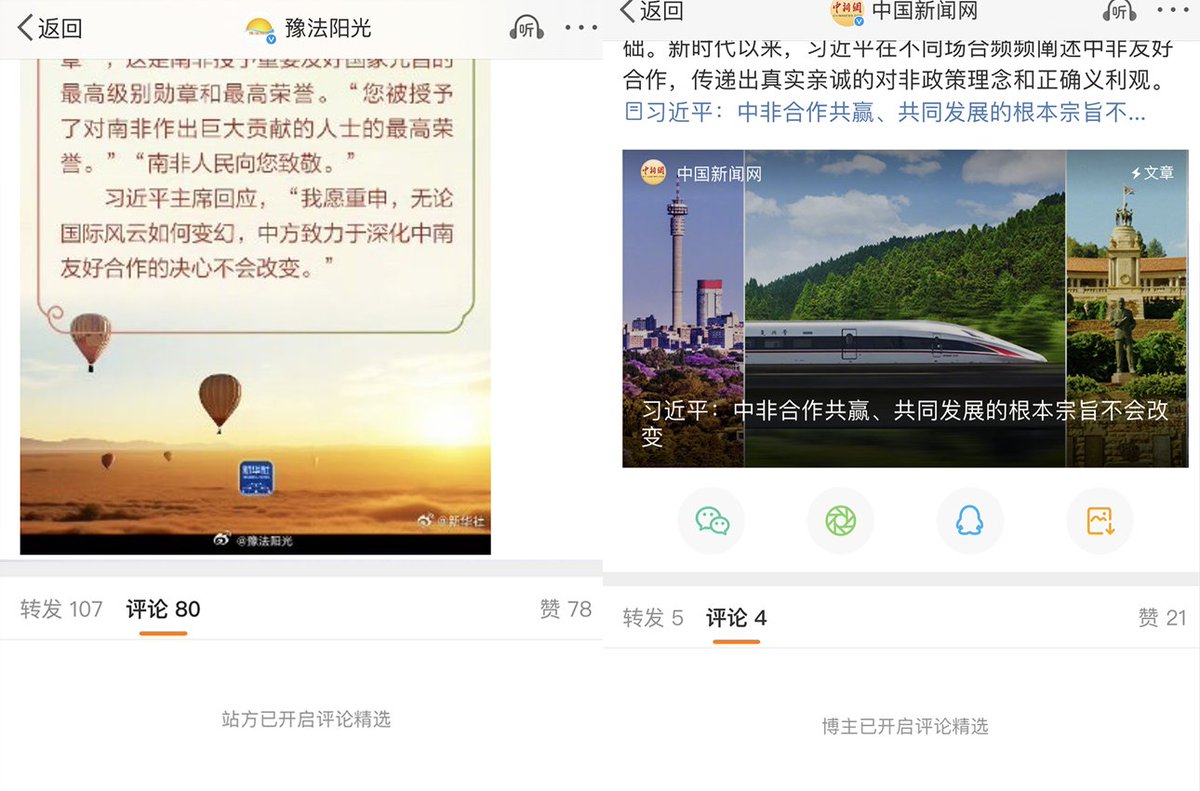 返回
豫法阳光
听
章”，这是南非授予重要友好国家元首的
最高级别勋章和最高荣誉。“您被授予
了对南非作出巨大贡献的人士的最高荣
誉。”“南非人民向您致敬。”
习近平主席回应，“我愿重申，无论
国际风云如何变幻，中方致力于深化中南
友好合作的决心不会改变。”
新华社
@新华社
@豫法阳光
转发 107
评论 80
赞 78
站方已开启评论精选
返回
中新网
中国新闻网
听
础。新时代以来，习近平在不同场合频频阐述中非友好
合作，传递出真实亲诚的对非政策理念和正确义利观。
习近平：中非合作共赢、共同发展的根本宗旨不...
中新网
中国新闻网
文章
复兴号
习近平：中非合作共赢、共同发展的根本宗旨不会改
变
转发 5
评论 4
赞 21
博主已开启评论精选